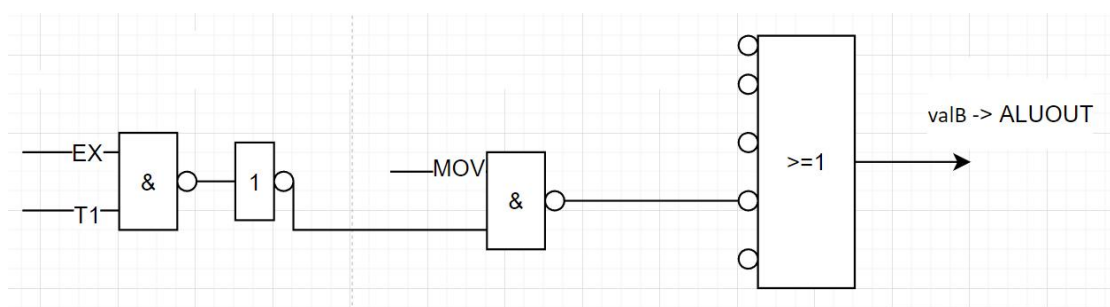 EX
T1
&
1
MOV
&
>=1
valB -> ALUOUT